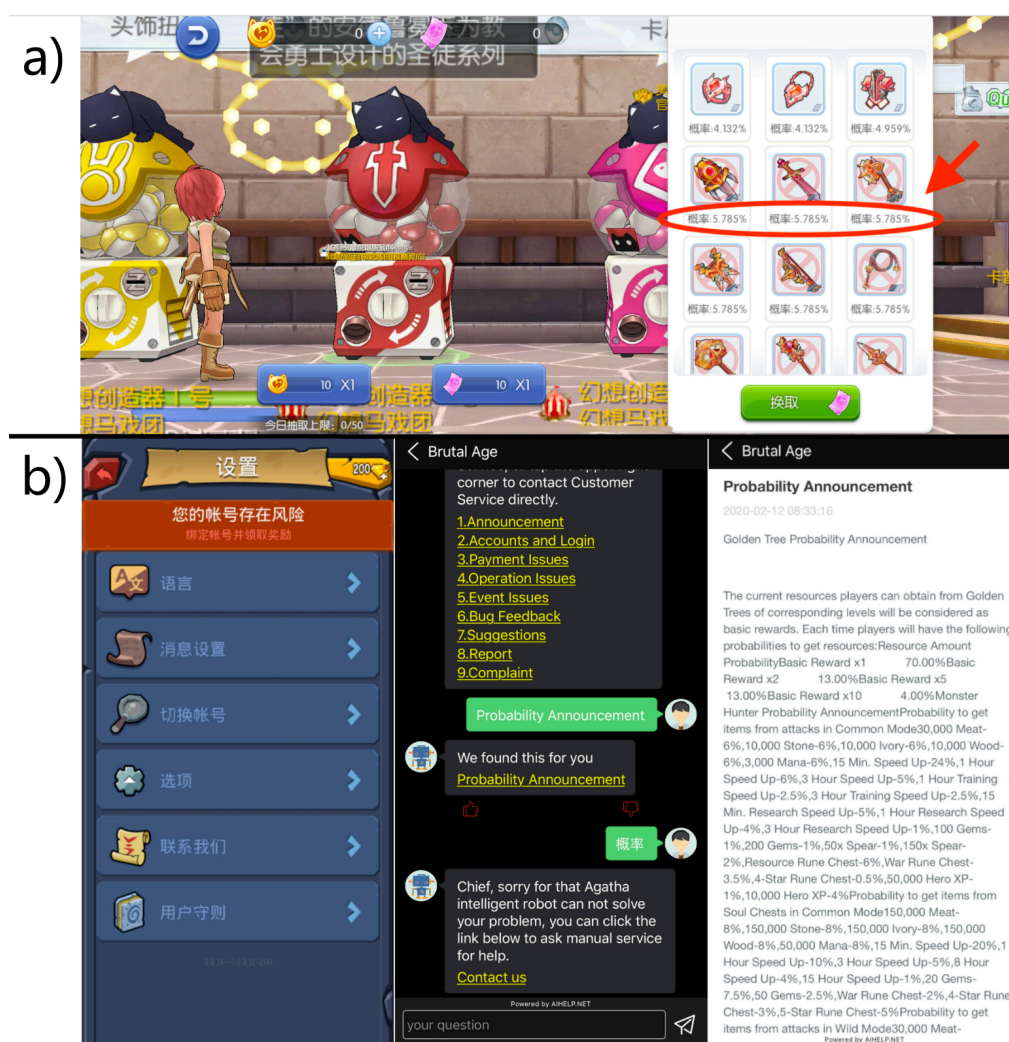 a)
头饰扭
的安德鲁
为教
会勇士设计的圣徒系列
0
0
卡
概率:4.132%
概率:4.132%
概率:4.959%
概率:5.785%
概率:5.785%
概率:5.785%
概率:5.785%
概率:5.785%
概率:5.785%
换取
10 X1
10 X1
今日抽取上限: 0/50
想创造器 1 号
想马戏团
幻想马戏团
幻想创造
幻想马戏
b)
设置
200
您的帐号存在风险
绑定帐号并领取奖励
语言
消息设置
切换帐号
选项
联系我们
用户守则
Brutal Age
corner to contact Customer
Service directly.
1.Announcement
2.Accounts and Login
3.Payment Issues
4.Operation Issues
5.Event Issues
6.Bug Feedback
7.Suggestions
8.Report
9.Complaint
Probability Announcement
We found this for you
Probability Announcement
概率
Chief, sorry for that Agatha
intelligent robot can not solve
your problem, you can click the
link below to ask manual service
for help.
Contact us
Powered by AIHELP.NET
your question
Brutal Age
Probability Announcement
2020-02-12 08:33:16
Golden Tree Probability Announcement
The current resources players can obtain from Golden
Trees of corresponding levels will be considered as
basic rewards. Each time players will have the following
probabilities to get resources:Resource Amount
ProbabilityBasic Reward x1 70.00%Basic
Reward x2 13.00%Basic Reward x5
13.00%Basic Reward x10 4.00%Monster
Hunter Probability AnnouncementProbability to get
items from attacks in Common Mode30,000 Meat-
6%,10,000 Stone-6%,10,000 Ivory-6%,10,000 Wood-
6%,3,000 Mana-6%,15 Min. Speed Up-24%,1 Hour
Speed Up-6%,3 Hour Speed Up-5%,1 Hour Training
Speed Up-2.5%,3 Hour Training Speed Up-2.5%,15
Min. Research Speed Up-5%,1 Hour Research Speed
Up-4%,3 Hour Research Speed Up-1%,100 Gems-
1%,200 Gems-1%,50x Spear-1%,150x Spear-
2%,Resource Rune Chest-6%,War Rune Chest-
3.5%,4-Star Rune Chest-0.5%,50,000 Hero XP-
1%,10,000 Hero XP-4%Probability to get items from
Soul Chests in Common Mode150,000 Meat-
8%,150,000 Stone-8%,150,000 Ivory-8%,150,000
Wood-8%,50,000 Mana-8%,15 Min. Speed Up-20%,1
Hour Speed Up-10%,3 Hour Speed Up-5%,8 Hour
Speed Up-4%,15 Hour Speed Up-1%,20 Gems-
7.5%,50 Gems-2.5%,War Rune Chest-2%,4-Star Rune
Chest-3%,5-Star Rune Chest-5%Probability to get
items from attacks in Wild Mode30,000 Meat-
Powered by AIHELP.NET